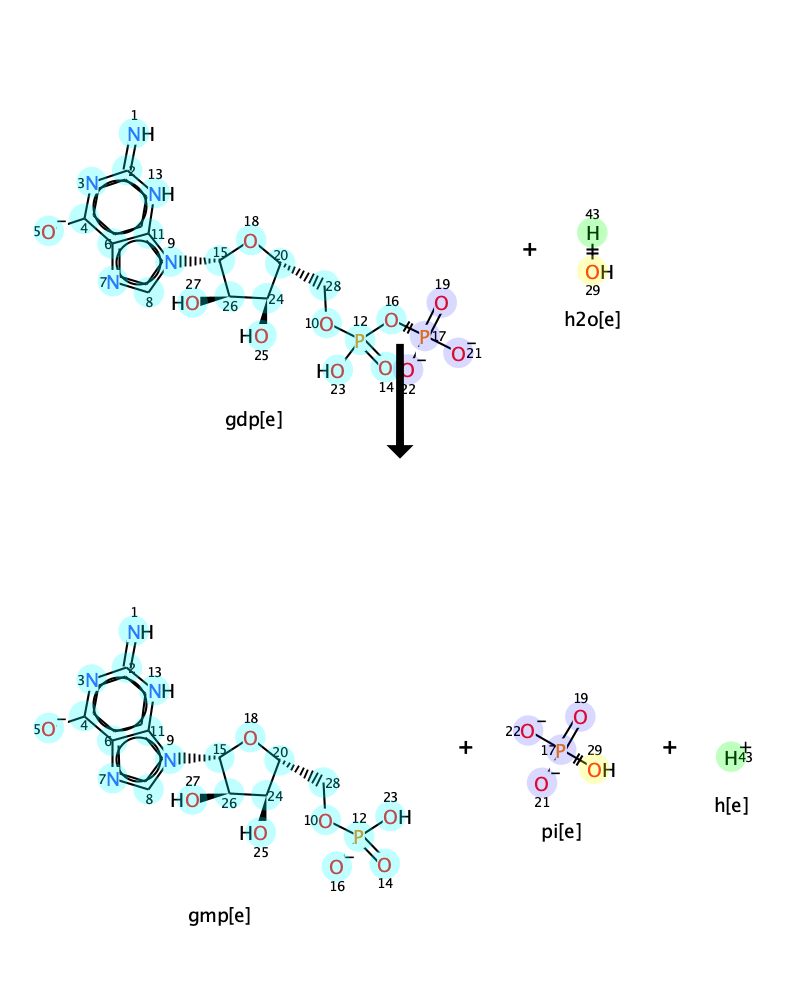 1
NH
2
13
3N
NH
5O−
4
11
6
9
N
7N
8
15
18
O
20
27
HO
26
24
28
HO
25
10O
12
P
16
O
19
O
17
P
O−21
HO
23
O
14
O−
22
gdp[e]
+
43
H
OH
29
h2o[e]
1
NH
2
13
3N
NH
5O−
4
11
6
9
N
7N
8
15
18
O
20
27
HO
26
24
28
HO
25
10O
12
P
23
OH
O−
16
O
14
gmp[e]
+
19
O
22O−
17P
29
OH
O−
21
pi[e]
+
H+
43
h[e]